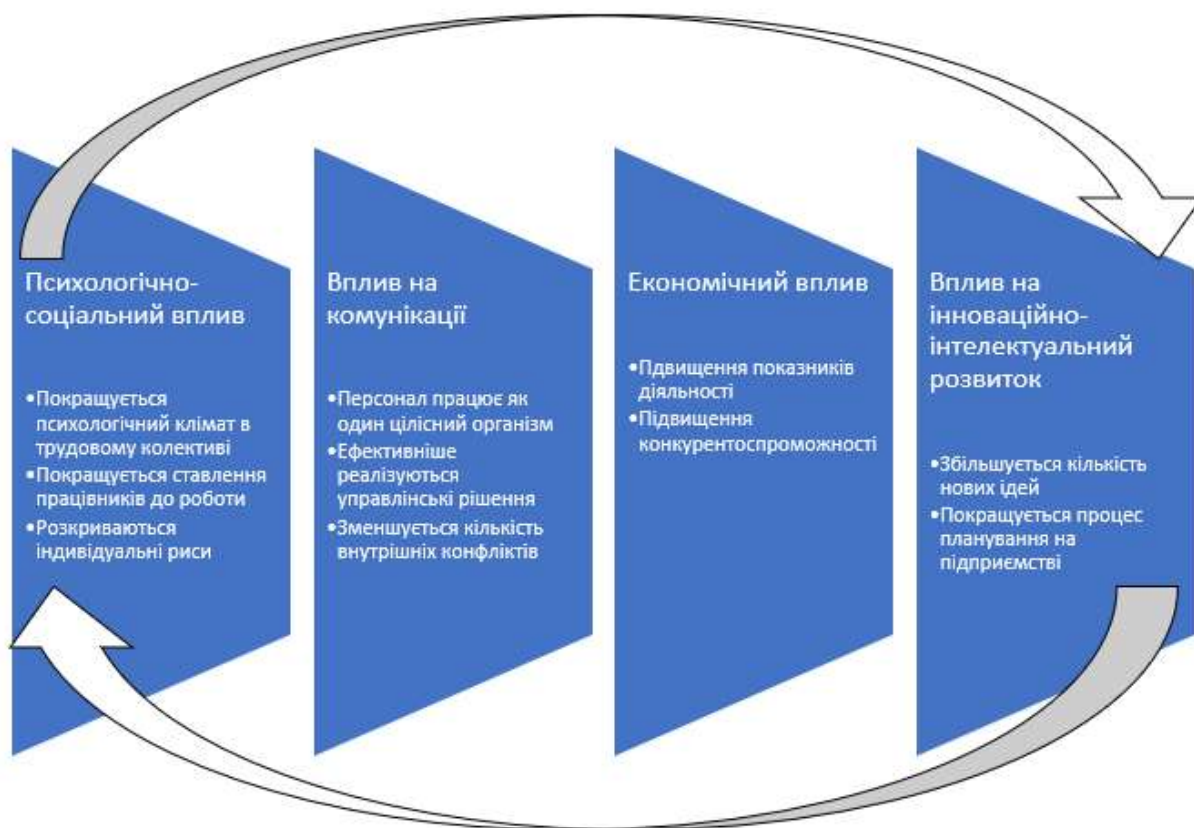 Психологічно-
соціальний вплив
•Покращується
психологічний клімат в
трудовому колективі
•Покращується ставлення
працівників до роботи
•Розкриваються
індивідуальні риси
Вплив на
комунікації
•Персонал працює як
один цілісний організм
•Ефективніше
реалізуються
управлінські рішення
•Зменшується кількість
внутрішніх конфліктів
Економічний вплив
•Пдвищення показників
діяльності
•Підвищення
конкурентоспроможності
Вплив на
інноваційно-
інтелектуальний
розвиток
•Збільшується кількість
нових ідей
•Покращується процес
планування на
підприємстві